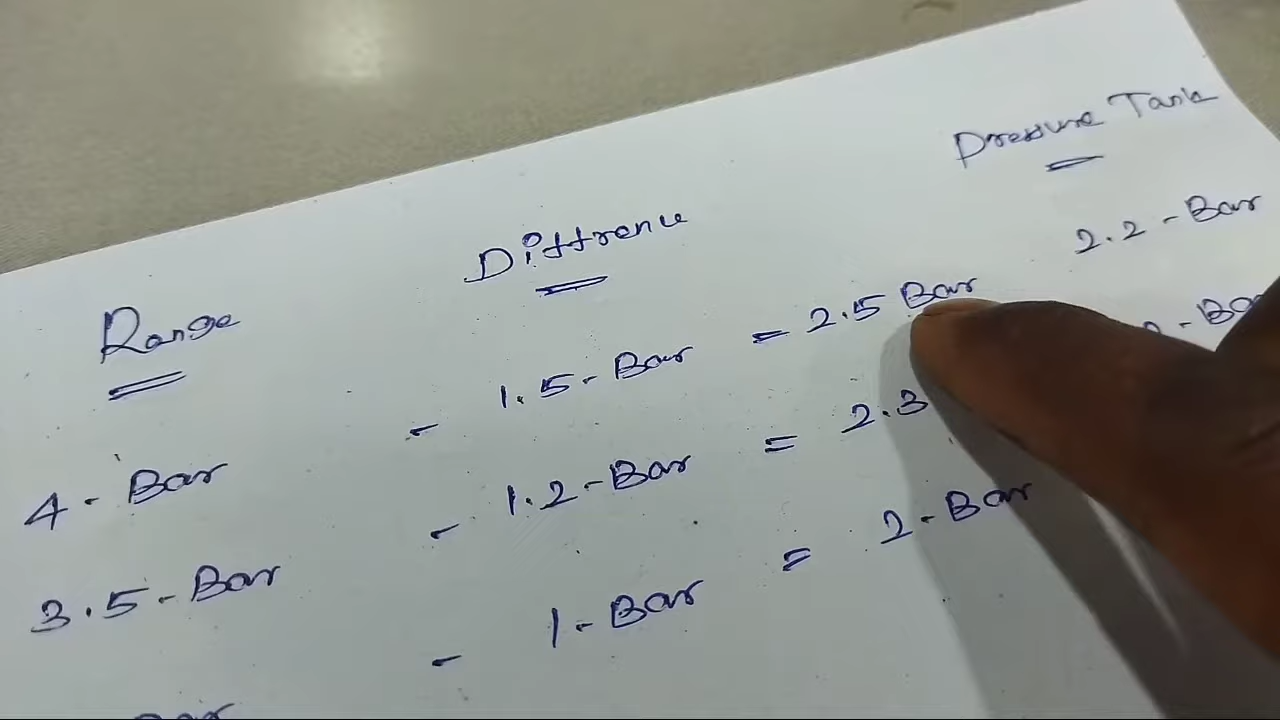 Pressure Tank
Range Diffrence
4 - Bar - 1.5 - Bar = 2.5 Bar 2.2 - Bar
3.5 - Bar - 1.2 - Bar = 2.3
Bar - 1 - Bar = 2 - Bar